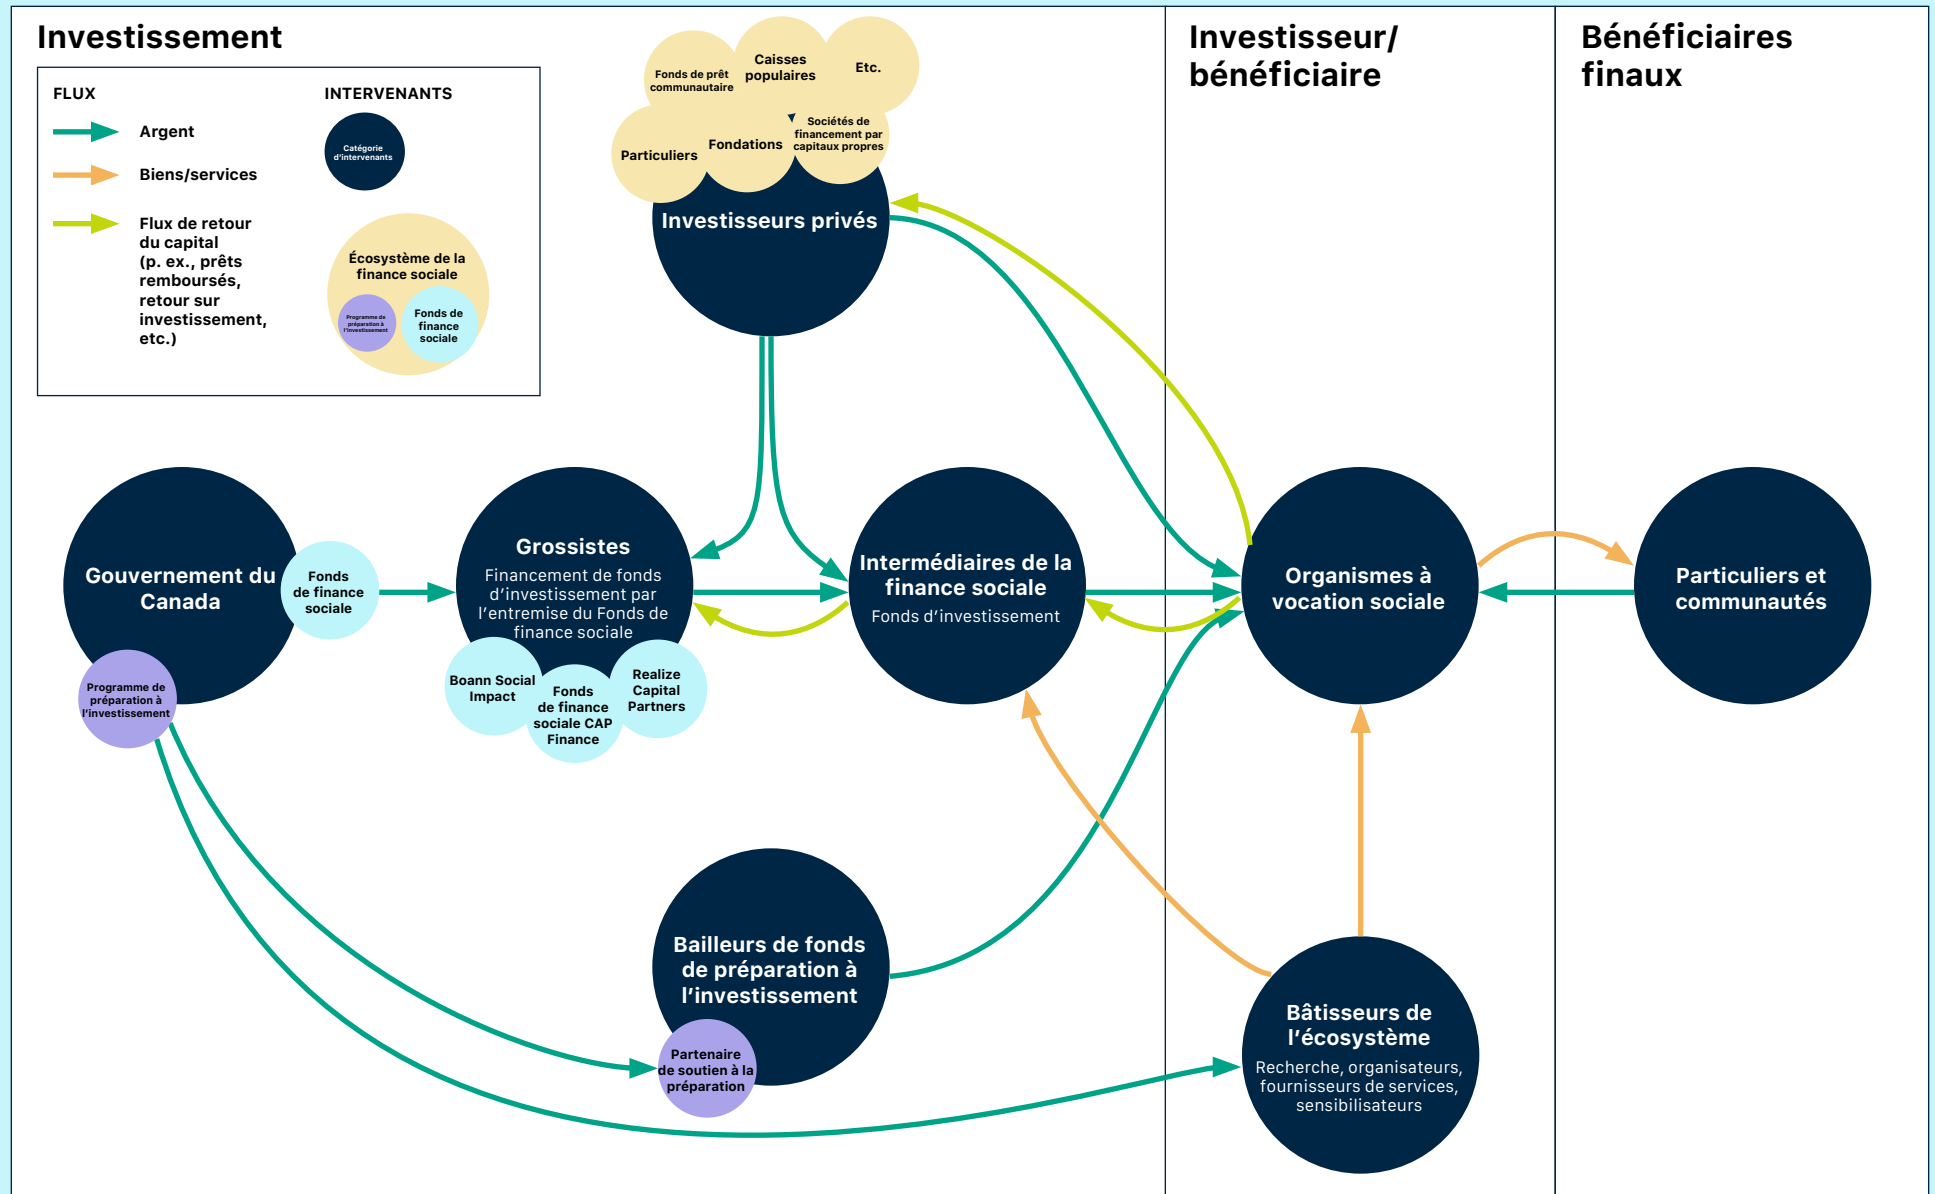 Investissement
FLUX
Argent
Biens/services
Flux de retour
du capital
(p. ex., prêts
remboursés,
retour sur
investissement,
etc.)
INTERVENANTS
Catégorie
d’intervenants
Écosystème de la
finance sociale
Programme de
préparation à
l’investissement
Fonds de
finance
sociale
Fonds de prêt
communautaire
Caisses
populaires
Etc.
Particuliers
Fondations
Sociétés de
financement par
capitaux propres
Investisseurs privés
Investisseur/
bénéficiaire
Bénéficiaires
finaux
Gouvernement du
Canada
Fonds
de finance
sociale
Programme de
préparation à
l’investissement
Grossistes
Financement de fonds
d’investissement par
l’entremise du Fonds de
finance sociale
Boann Social
Impact
Fonds
de finance
sociale CAP
Finance
Realize
Capital
Partners
Intermédiaires de la
finance sociale
Fonds d’investissement
Organismes à
vocation sociale
Particuliers et
communautés
Bailleurs de fonds
de préparation à
l’investissement
Partenaire
de soutien à la
préparation
Bâtisseurs de
l’écosystème
Recherche, organisateurs,
fournisseurs de services,
sensibilisateurs